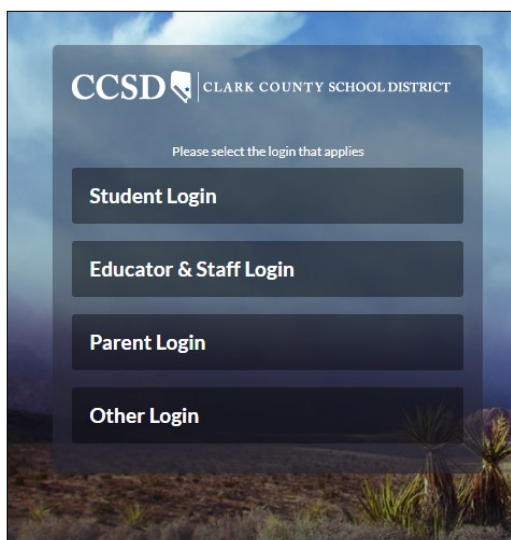 CCSD CLARK COUNTY SCHOOL DISTRICT
Please select the login that applies
Student Login
Educator & Staff Login
Parent Login
Other Login